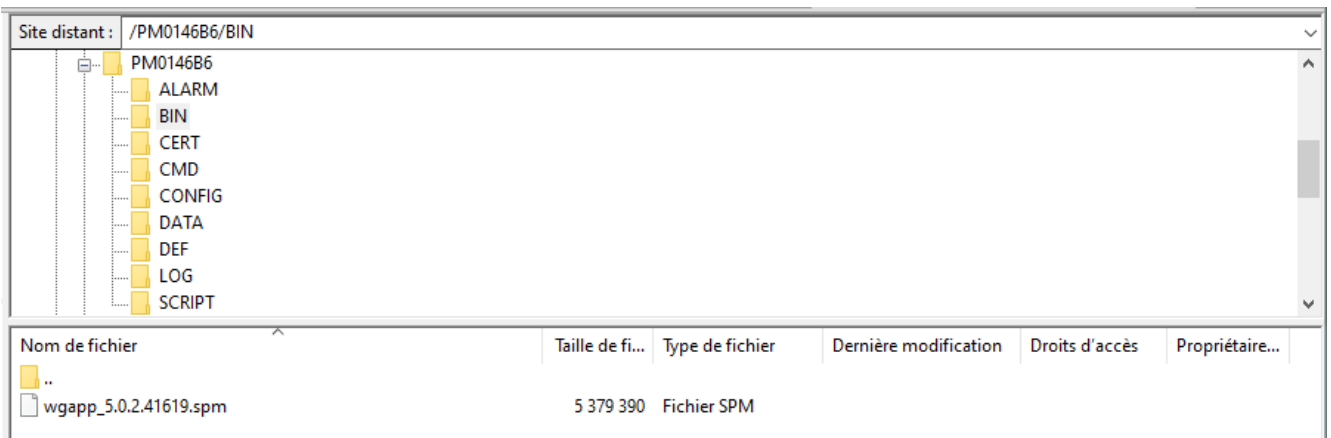 Site distant : /PM0146B6/BIN
PM0146B6
ALARM
BIN
CERT
CMD
CONFIG
DATA
DEF
LOG
SCRIPT
Nom de fichier Taille de fi... Type de fichier Dernière modification Droits d'accès Propriétaire...
..
wgapp_5.0.2.41619.spm 5 379 390 Fichier SPM